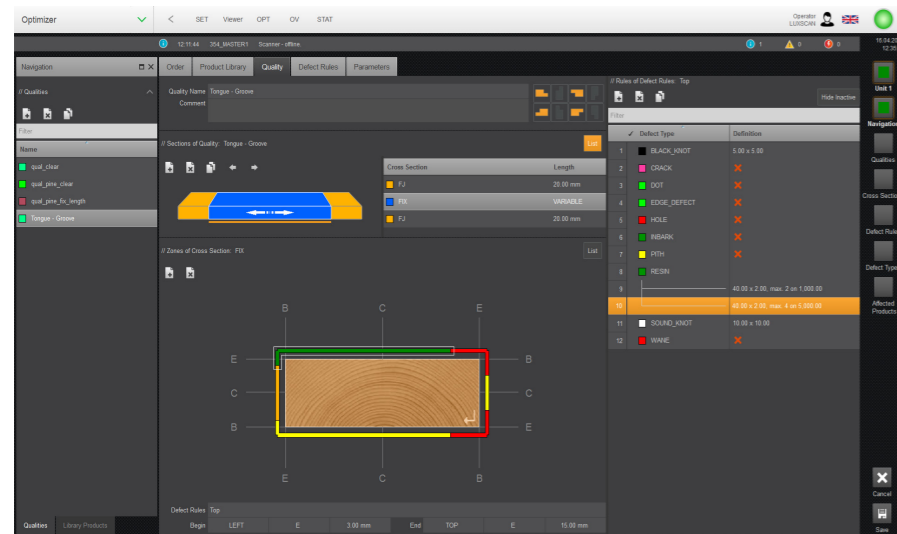 Optimizer
SET Viewer OPT OV STAT
Operator
LUXSCAN
12:11:44 354_MASTER1 Scanner - offline
1 0 0
16.04.20
12:35
Navigation
Order Product Library Quality Defect Rules Parameters
// Qualities
Filter
Name
qual_clear
qual_pine_clear
qual_pine_fix_length
Tongue - Groove
Qualities Library Products
Quality Name Tongue - Groove
Comment
// Sections of Quality: Tongue - Groove
List
Cross Section Length
FJ 20.00 mm
FIX VARIABLE
FJ 20.00 mm
// Zones of Cross Section: FIX
List
B C E
E B
C C
B E
E C B
Defect Rules Top
Begin LEFT E 3.00 mm End TOP E 15.00 mm
// Rules of Defect Rules: Top
Hide Inactive
Filter
Defect Type Definition
1 BLACK_KNOT 5.00 x 5.00
2 CRACK
3 DOT
4 EDGE_DEFECT
5 HOLE
6 INBARK
7 PITH
8 RESIN
9 40.00 x 2.00, max. 2 on 1,000.00
10 40.00 x 2.00, max. 4 on 5,000.00
11 SOUND_KNOT 10.00 x 10.00
12 WANE
Unit 1
Navigation
Qualities
Cross Sectio
Defect Rule
Defect Type
Affected
Products
Cancel
Save